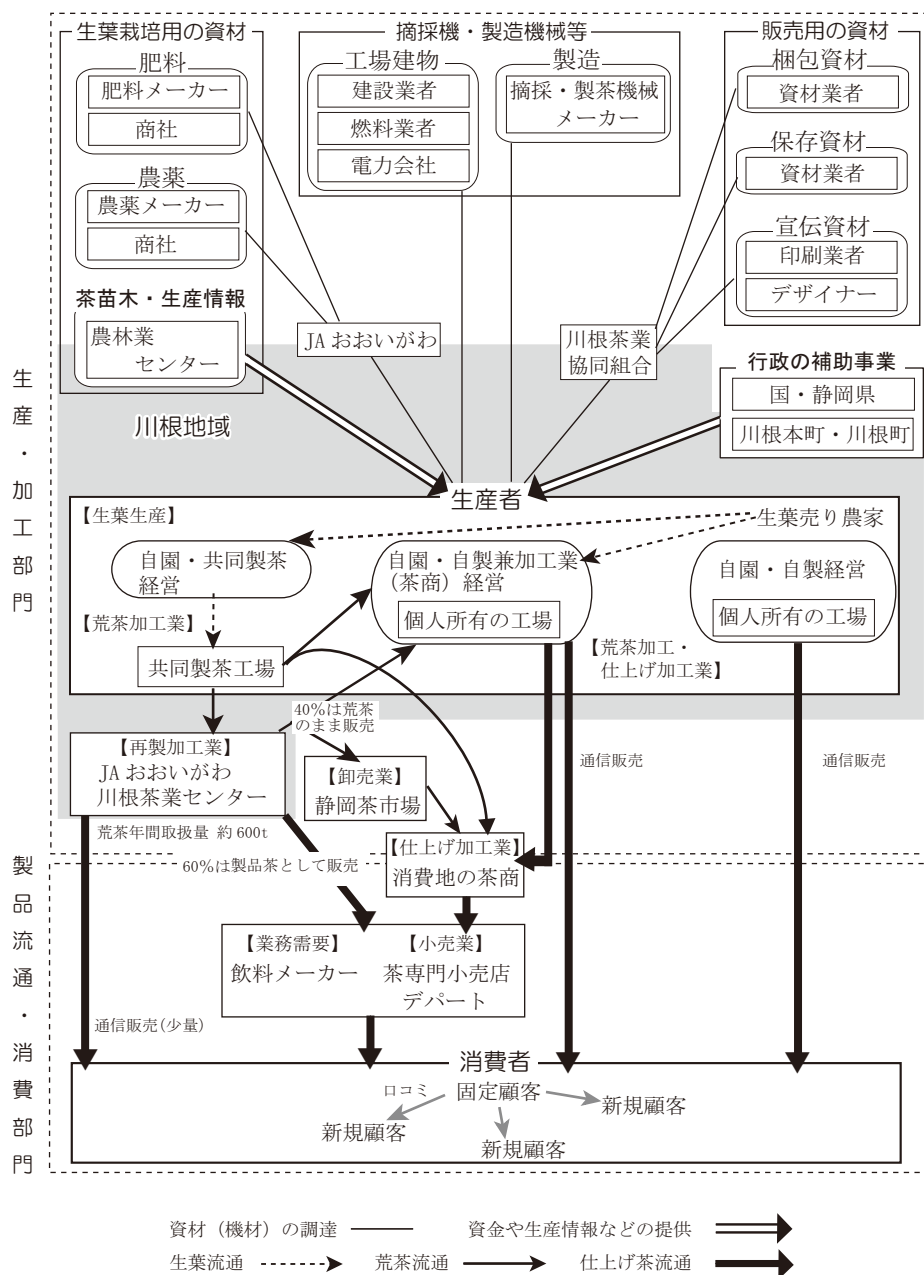 生葉栽培用の資材
肥料
肥料メーカー
商社
農薬
農薬メーカー
商社
茶苗木・生産情報
農林業
センター
摘採機・製造機械等
工場建物
建設業者
燃料業者
電力会社
製造
摘採・製茶機械
メーカー
販売用の資材
梱包資材
資材業者
保存資材
資材業者
宣伝資材
印刷業者
デザイナー
JAおおいがわ
川根茶業
協同組合
行政の補助事業
国・静岡県
川根本町・川根町
生産・加工部門
川根地域
生産者
【生葉生産】
生葉売り農家
自園・共同製茶
経営
自園・自製兼加工業
(茶商) 経営
個人所有の工場
自園・自製経営
個人所有の工場
【荒茶加工業】
共同製茶工場
【荒茶加工・
仕上げ加工業】
40%は荒茶
のまま販売
【再製加工業】
JAおおいがわ
川根茶業センター
【卸売業】
静岡茶市場
通信販売
通信販売
荒茶年間取扱量 約600t
60%は製品茶として販売
【仕上げ加工業】
消費地の茶商
製品流通・消費部門
【業務需要】
飲料メーカー
【小売業】
茶専門小売店
デパート
通信販売(少量)
消費者
口コミ
固定顧客
新規顧客
新規顧客
新規顧客
資材(機材)の調達
資金や生産情報などの提供
生葉流通
荒茶流通
仕上げ茶流通